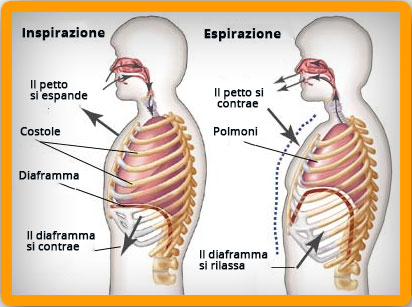 Inspirazione
Il petto
si espande
Costole
Diaframma
Il diaframma
si contrae
Espirazione
Il petto si
contrae
Polmoni
Il diaframma
si rilassa